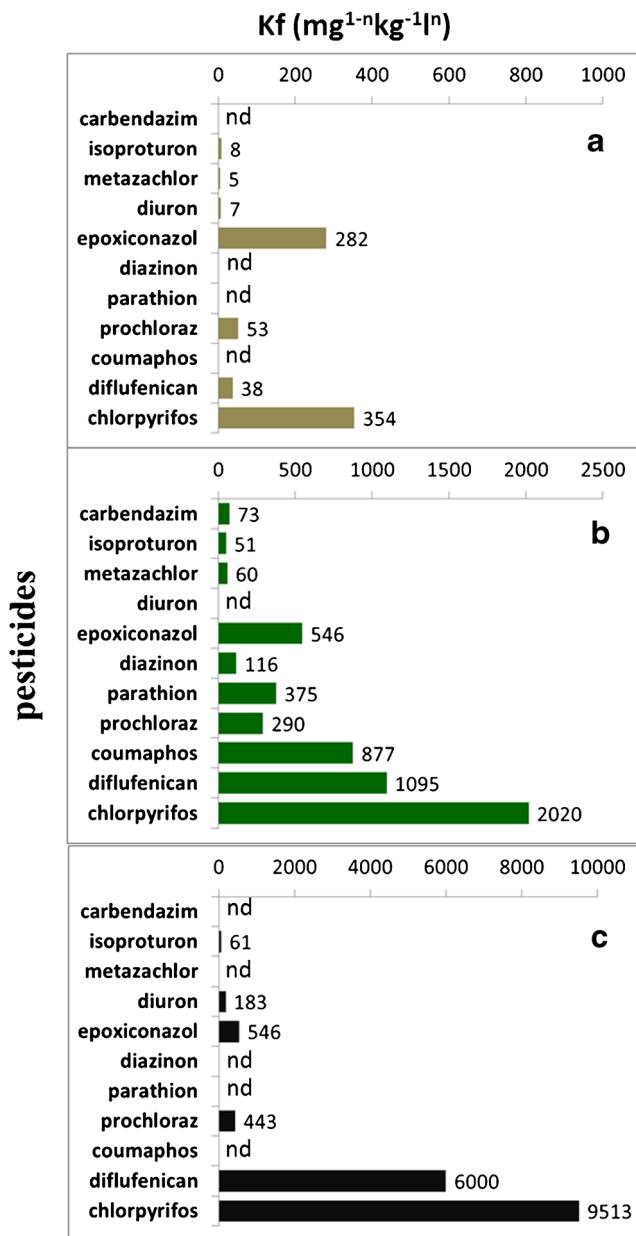 Kf (mg1-nkg-1ln)
0 200 400 600 800 1000
a
carbendazim nd
isoproturon 8
metazachlor 5
diuron 7
epoxiconazol 282
diazinon nd
parathion nd
prochloraz 53
coumaphos nd
diflufenican 38
chlorpyrifos 354
0 500 1000 1500 2000 2500
b
carbendazim 73
isoproturon 51
metazachlor 60
diuron nd
epoxiconazol 546
diazinon 116
parathion 375
prochloraz 290
coumaphos 877
diflufenican 1095
chlorpyrifos 2020
pesticides
0 2000 4000 6000 8000 10000
c
carbendazim nd
isoproturon 61
metazachlor nd
diuron 183
epoxiconazol 546
diazinon nd
parathion nd
prochloraz 443
coumaphos nd
diflufenican 6000
chlorpyrifos 9513